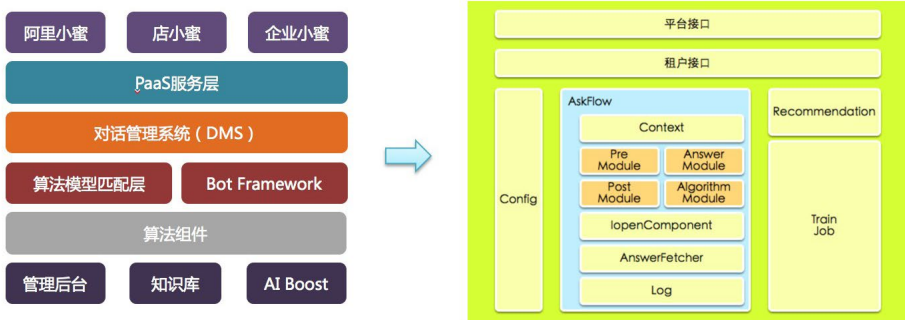 阿里小蜜
店小蜜
企业小蜜
PaaS服务层
对话管理系统（DMS）
算法模型匹配层
Bot Framework
算法组件
管理后台
知识库
AI Boost
平台接口
租户接口
Config
AskFlow
Context
Pre
Module
Answer
Module
Post
Module
Algorithm
Module
IopenComponent
AnswerFetcher
Log
Recommendation
Train
Job